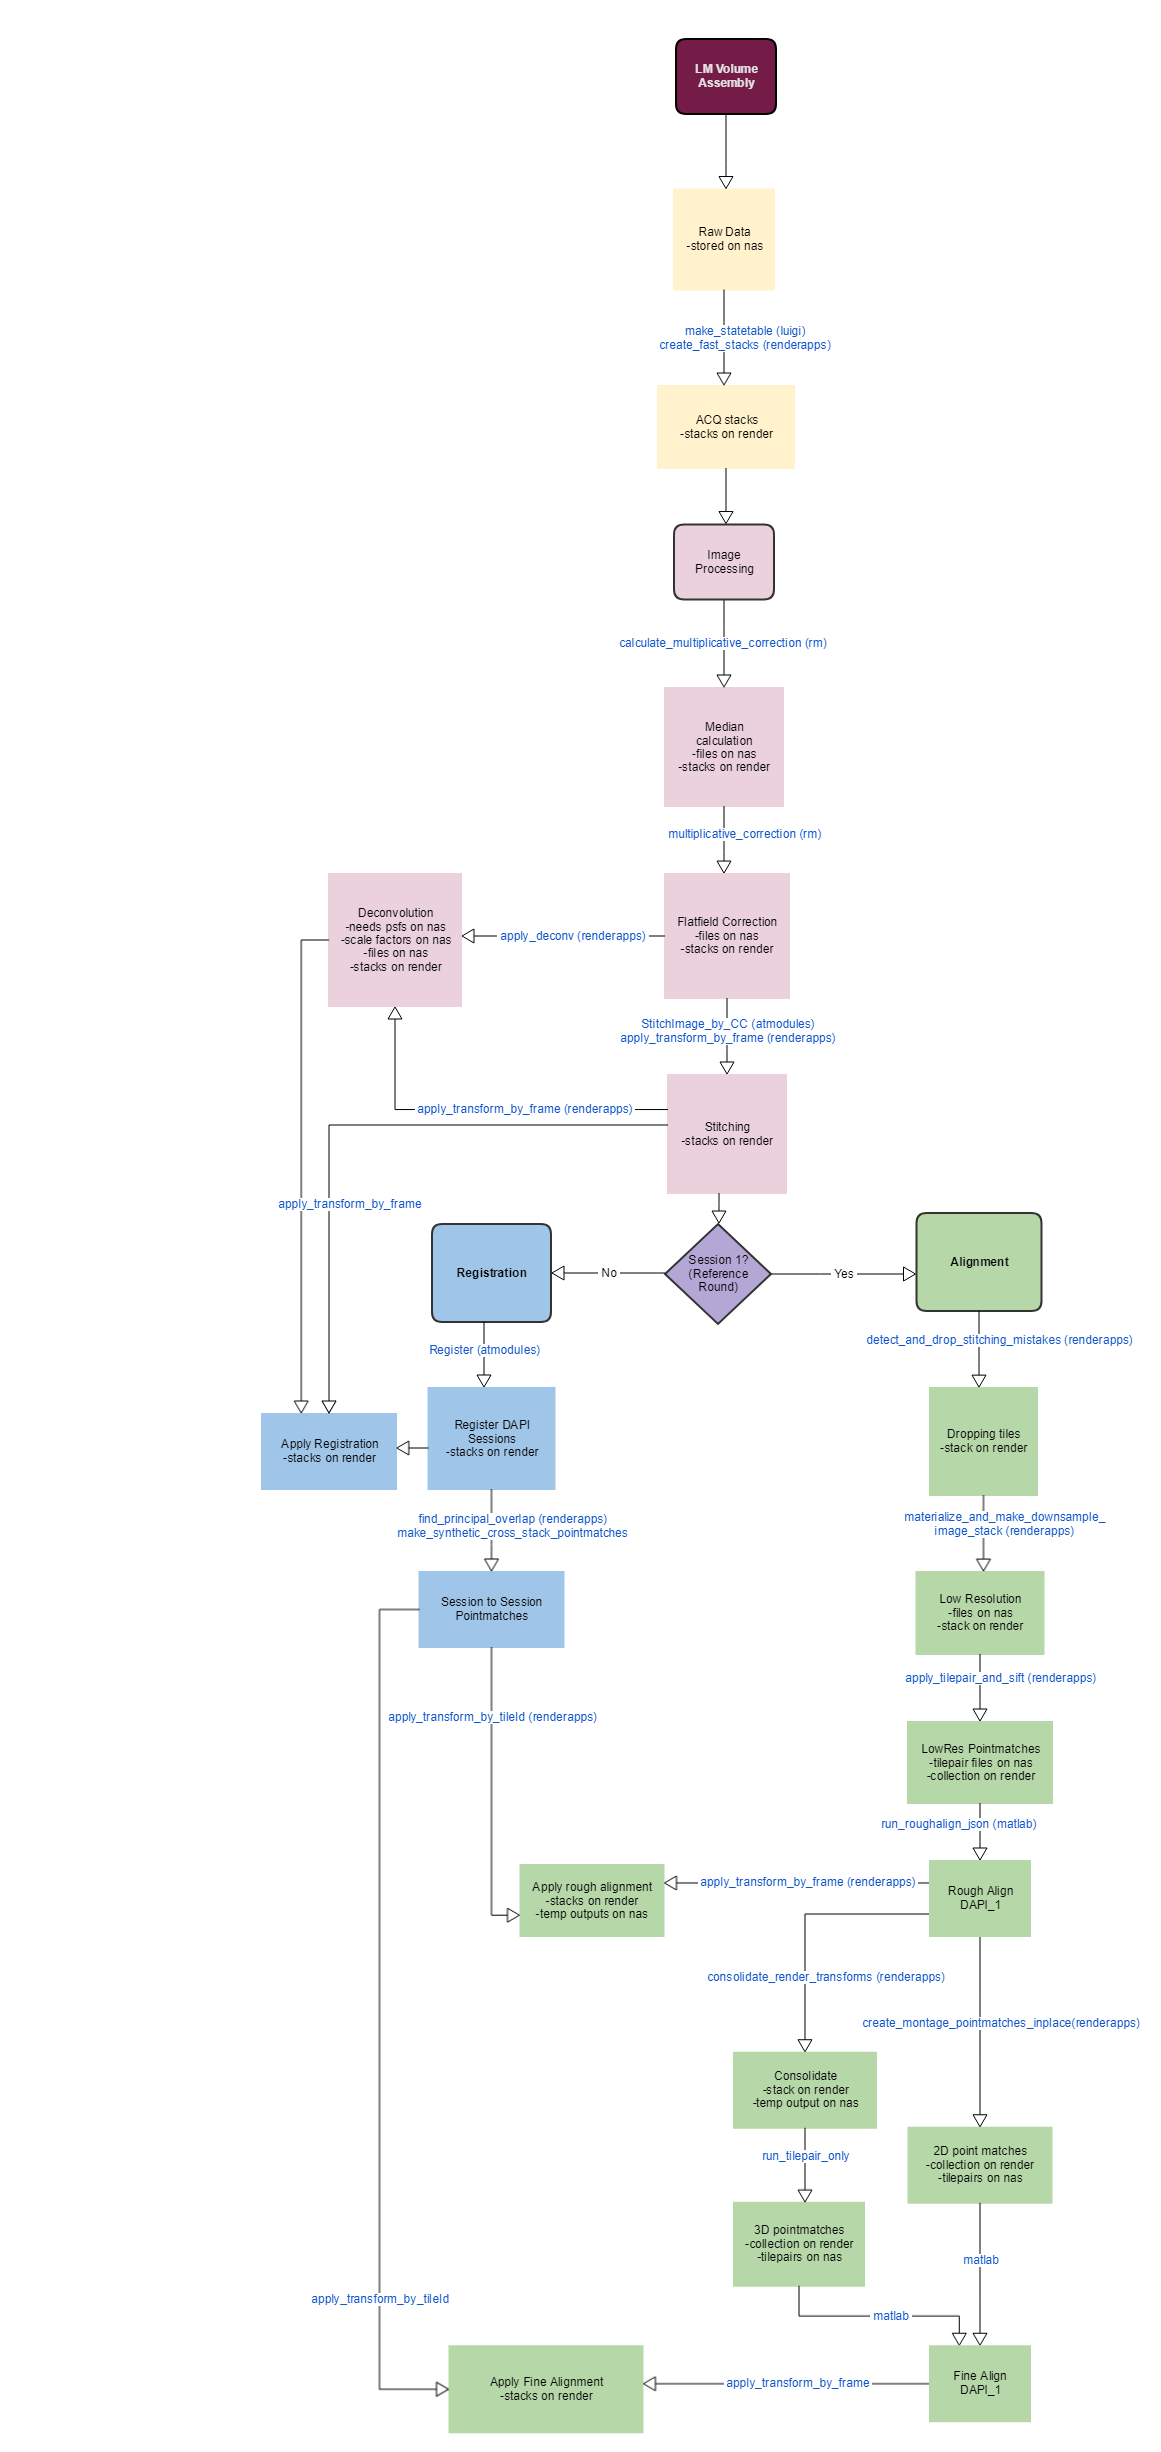 LM Volume
Assembly
Raw Data
-stored on nas
make_statetable (luigi)
create_fast_stacks (renderapps)
ACQ stacks
-stacks on render
Image
Processing
calculate_multiplicative_correction (rm)
Median
calculation
-files on nas
-stacks on render
multiplicative_correction (rm)
Deconvolution
-needs psfs on nas
-scale factors on nas
-files on nas
-stacks on render
apply_deconv (renderapps)
Flatfield Correction
-files on nas
-stacks on render
StitchImage_by_CC (atmodules)
apply_transform_by_frame (renderapps)
apply_transform_by_frame (renderapps)
Stitching
-stacks on render
apply_transform_by_frame
Registration
No
Session 1?
(Reference
Round)
Yes
Alignment
Register (atmodules)
detect_and_drop_stitching_mistakes (renderapps)
Apply Registration
-stacks on render
Register DAPI
Sessions
-stacks on render
Dropping tiles
-stack on render
find_principal_overlap (renderapps)
make_synthetic_cross_stack_pointmatches
materialize_and_make_downsample_
image_stack (renderapps)
Session to Session
Pointmatches
Low Resolution
-files on nas
-stack on render
apply_tilepair_and_sift (renderapps)
apply_transform_by_tileId (renderapps)
LowRes Pointmatches
-tilepair files on nas
-collection on render
run_roughalign_json (matlab)
Apply rough alignment
-stacks on render
-temp outputs on nas
apply_transform_by_frame (renderapps)
Rough Align
DAPI_1
consolidate_render_transforms (renderapps)
create_montage_pointmatches_inplace(renderapps)
Consolidate
-stack on render
-temp output on nas
run_tilepair_only
2D point matches
-collection on render
-tilepairs on nas
3D pointmatches
-collection on render
-tilepairs on nas
matlab
apply_transform_by_tileId
matlab
Apply Fine Alignment
-stacks on render
apply_transform_by_frame
Fine Align
DAPI_1